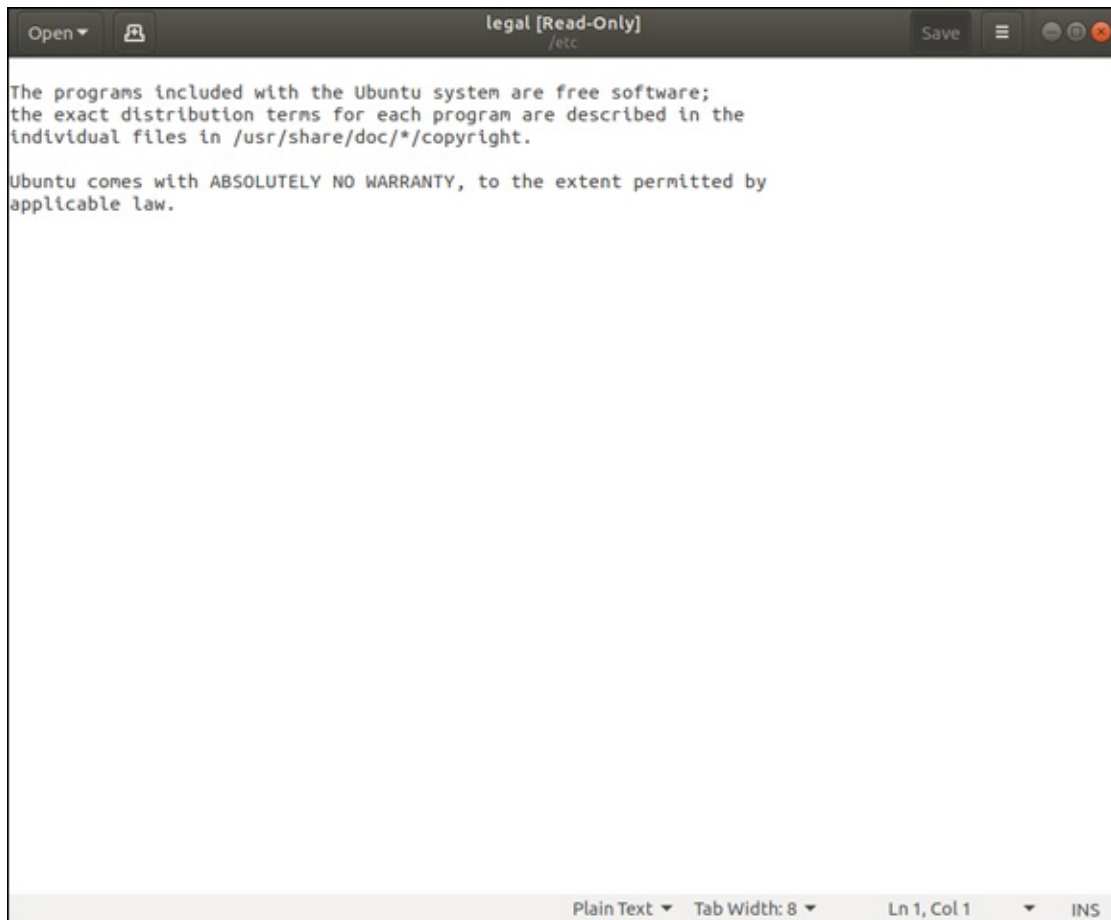 Open
legal [Read-Only]
/etc
Save
The programs included with the Ubuntu system are free software;
the exact distribution terms for each program are described in the
individual files in /usr/share/doc/*/copyright.
Ubuntu comes with ABSOLUTELY NO WARRANTY, to the extent permitted by
applicable law.
Plain Text Tab Width: 8 Ln 1, Col 1 INS